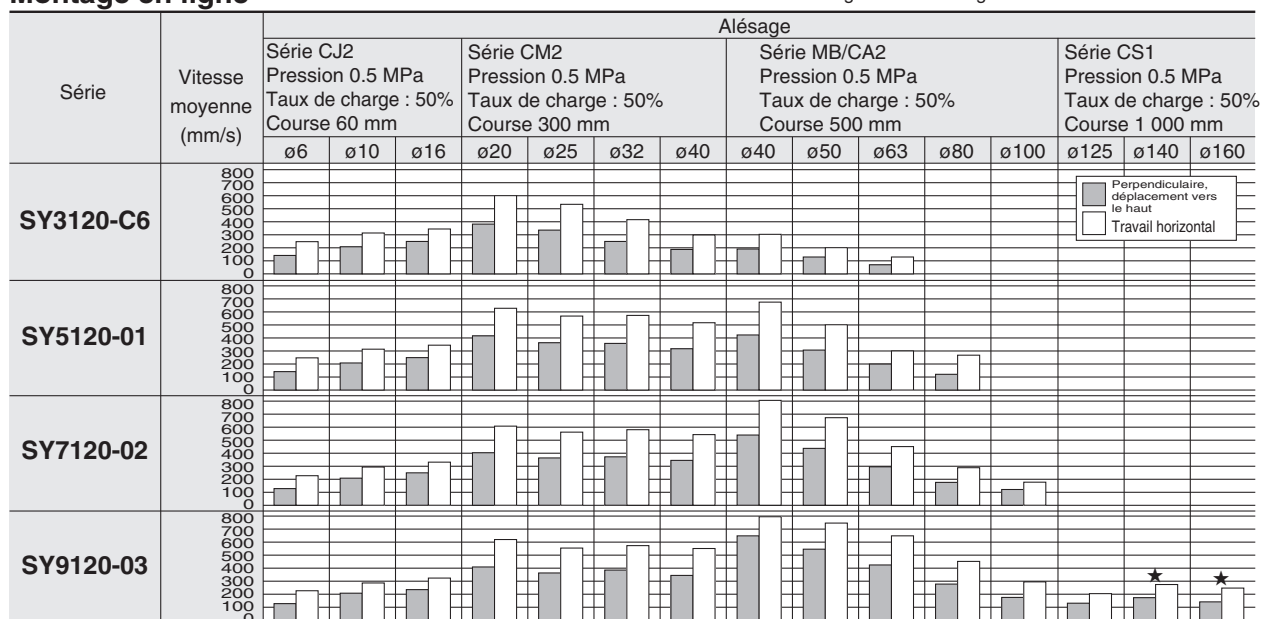 Alésage
Série
Vitesse
moyenne
(mm/s)
Série CJ2
Pression 0.5 MPa
Taux de charge : 50%
Course 60 mm
Série CM2
Pression 0.5 MPa
Taux de charge : 50%
Course 300 mm
Série MB/CA2
Pression 0.5 MPa
Taux de charge : 50%
Course 500 mm
Série CS1
Pression 0.5 MPa
Taux de charge : 50%
Course 1 000 mm
ø6 ø10 ø16 ø20 ø25 ø32 ø40 ø40 ø50 ø63 ø80 ø100 ø125 ø140 ø160
SY3120-C6
800
700
600
500
400
300
200
100
0
Perpendiculaire,
déplacement vers
le haut
Travail horizontal
SY5120-01
800
700
600
500
400
300
200
100
0
SY7120-02
800
700
600
500
400
300
200
100
0
SY9120-03
800
700
600
500
400
300
200
100
0
★ ★